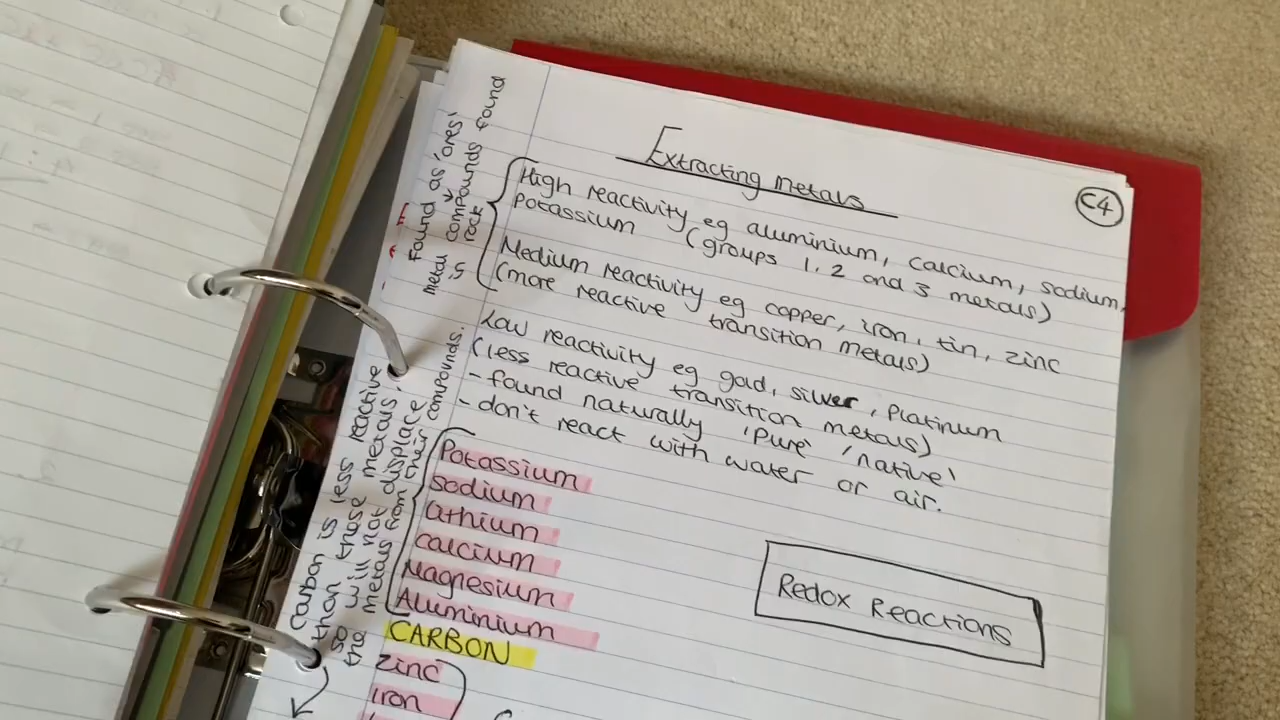 Extracting metals
C4
High reactivity eg aluminium, calcium, sodium,
potassium (groups 1, 2 and 3 metals)
Medium reactivity eg copper, iron, tin, zinc
(more reactive transition metals)
Low reactivity eg gold, silver, platinum
(less reactive transition metals)
- found naturally 'pure' 'native'
- don't react with water or air.
Found as 'ores'
metal compounds found
in rock
Potassium
Sodium
Lithium
Calcium
Magnesium
Aluminium
CARBON
Zinc
Iron
Redox Reactions
Carbon is less reactive
than those metals,
so will not displace
the metals from their compounds.